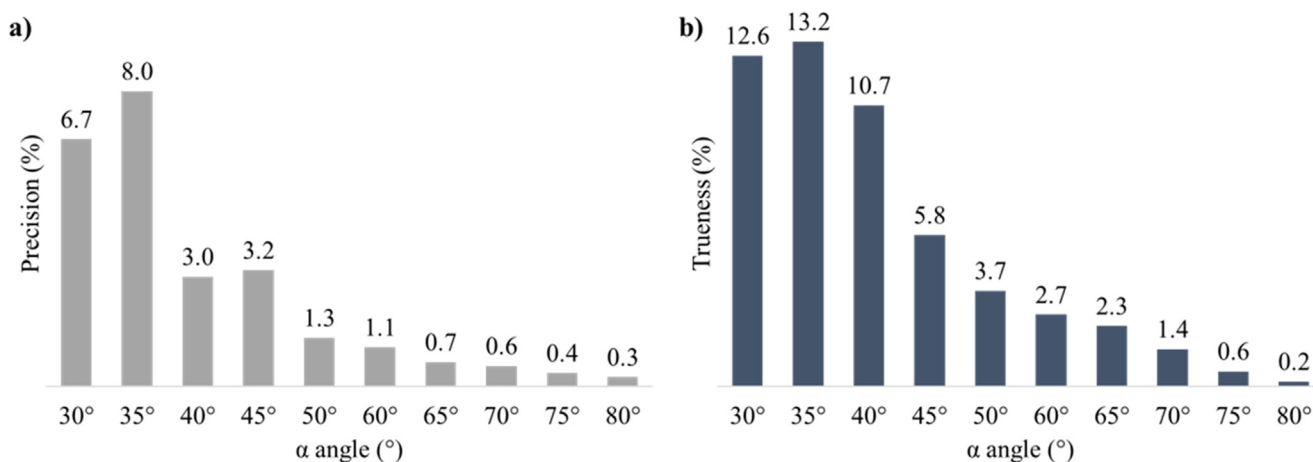 a)
Precision (%)
6.7 8.0 3.0 3.2 1.3 1.1 0.7 0.6 0.4 0.3
30° 35° 40° 45° 50° 60° 65° 70° 75° 80°
α angle (°)
b)
Trueness (%)
12.6 13.2 10.7 5.8 3.7 2.7 2.3 1.4 0.6 0.2
30° 35° 40° 45° 50° 60° 65° 70° 75° 80°
α angle (°)